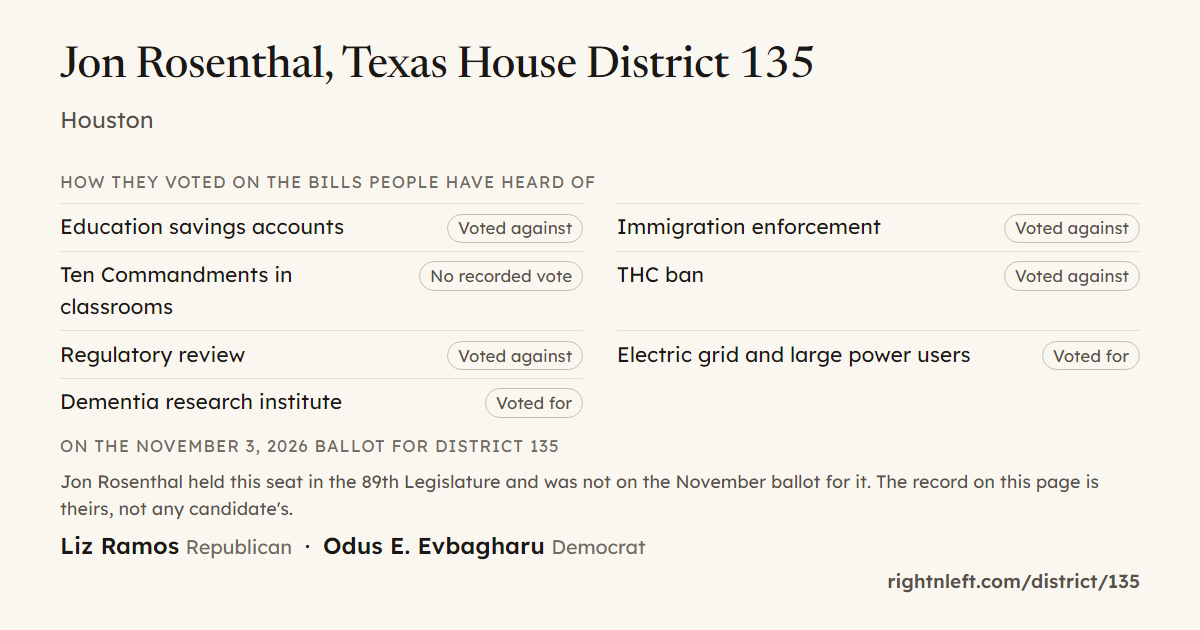 Jon Rosenthal, Texas House District 135
Houston
HOW THEY VOTED ON THE BILLS PEOPLE HAVE HEARD OF
Education savings accounts Voted against
Immigration enforcement Voted against
Ten Commandments in No recorded vote
classrooms
THC ban Voted against
Regulatory review Voted against
Electric grid and large power users Voted for
Dementia research institute Voted for
ON THE NOVEMBER 3, 2026 BALLOT FOR DISTRICT 135
Jon Rosenthal held this seat in the 89th Legislature and was not on the November ballot for it. The record on this page is
theirs, not any candidate's.
Liz Ramos Republican · Odus E. Evbagharu Democrat
rightnleft.com/district/135